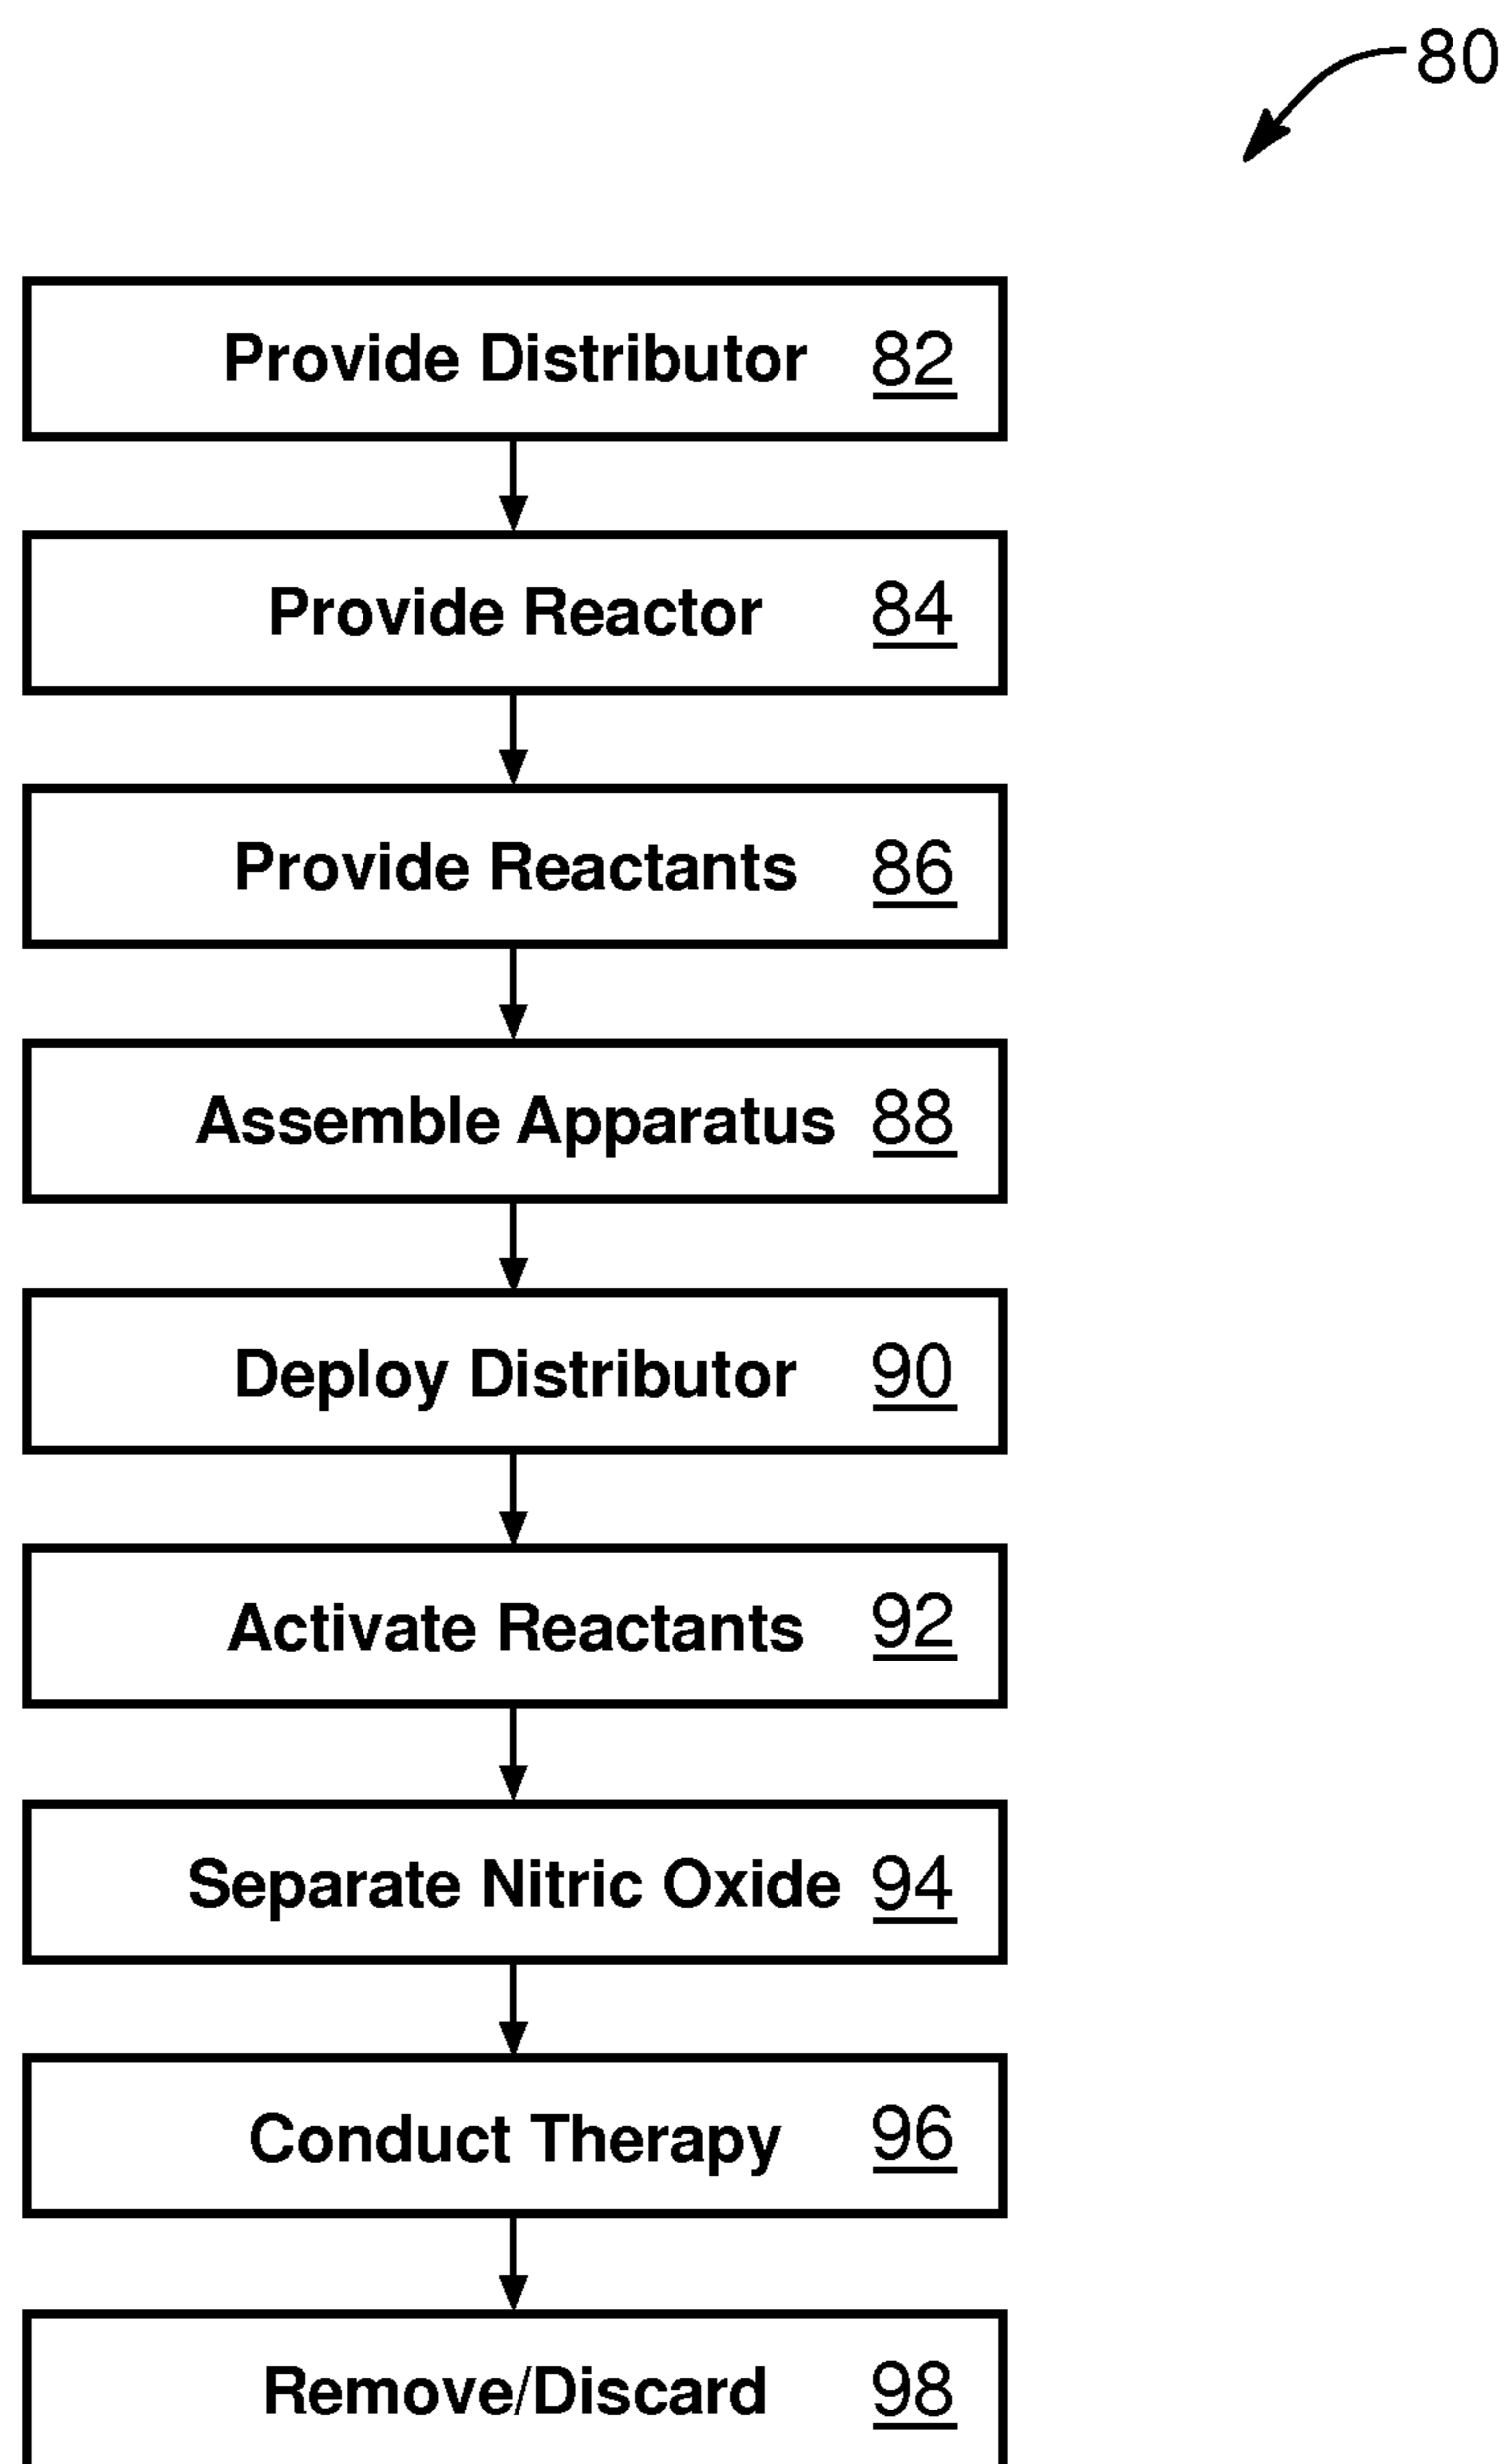 80
Provide Distributor 82
Provide Reactor 84
Provide Reactants 86
Assemble Apparatus 88
Deploy Distributor 90
Activate Reactants 92
Separate Nitric Oxide 94
Conduct Therapy 96
Remove/Discard 98